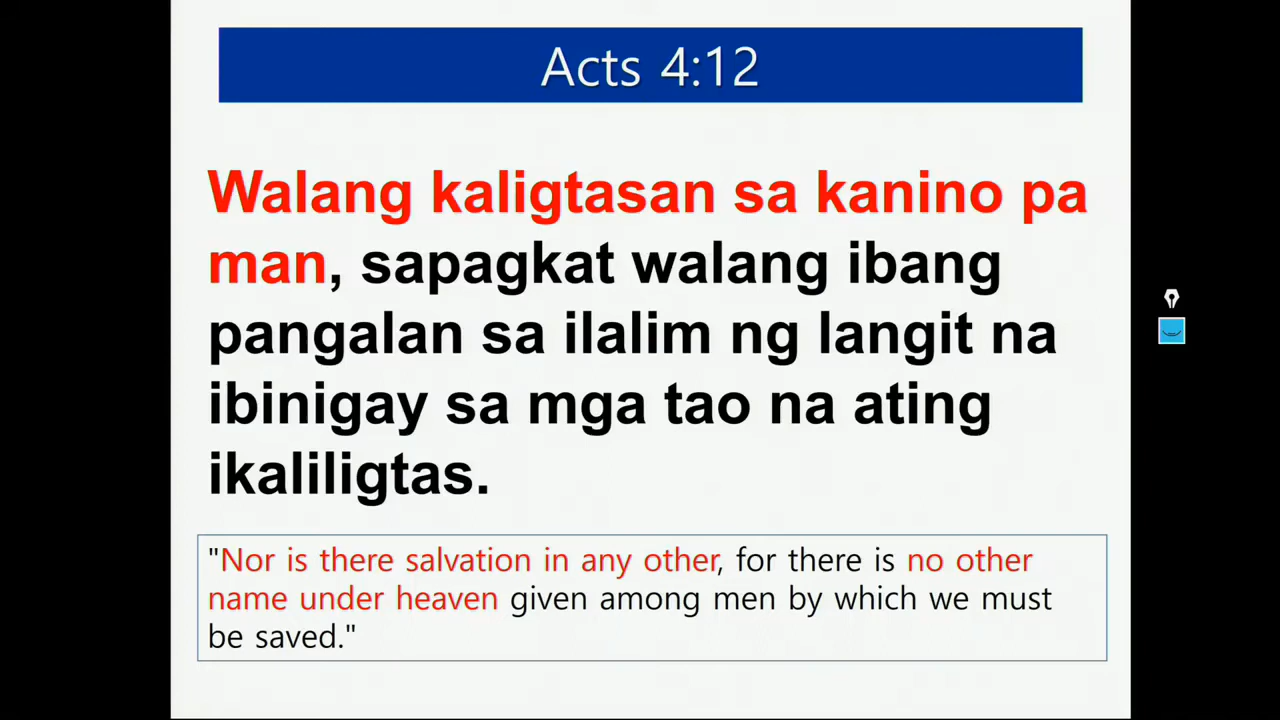 Acts 4:12
Walang kaligtasan sa kanino pa
man, sapagkat walang ibang
pangalan sa ilalim ng langit na
ibinigay sa mga tao na ating
ikaliligtas.
"Nor is there salvation in any other, for there is no other
name under heaven given among men by which we must
be saved."